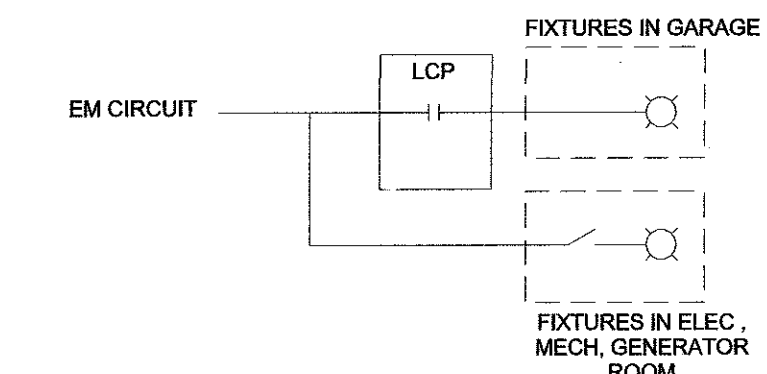 FIXTURES IN GARAGE
LCP
EM CIRCUIT
FIXTURES IN ELEC ,
MECH, GENERATOR
ROOM